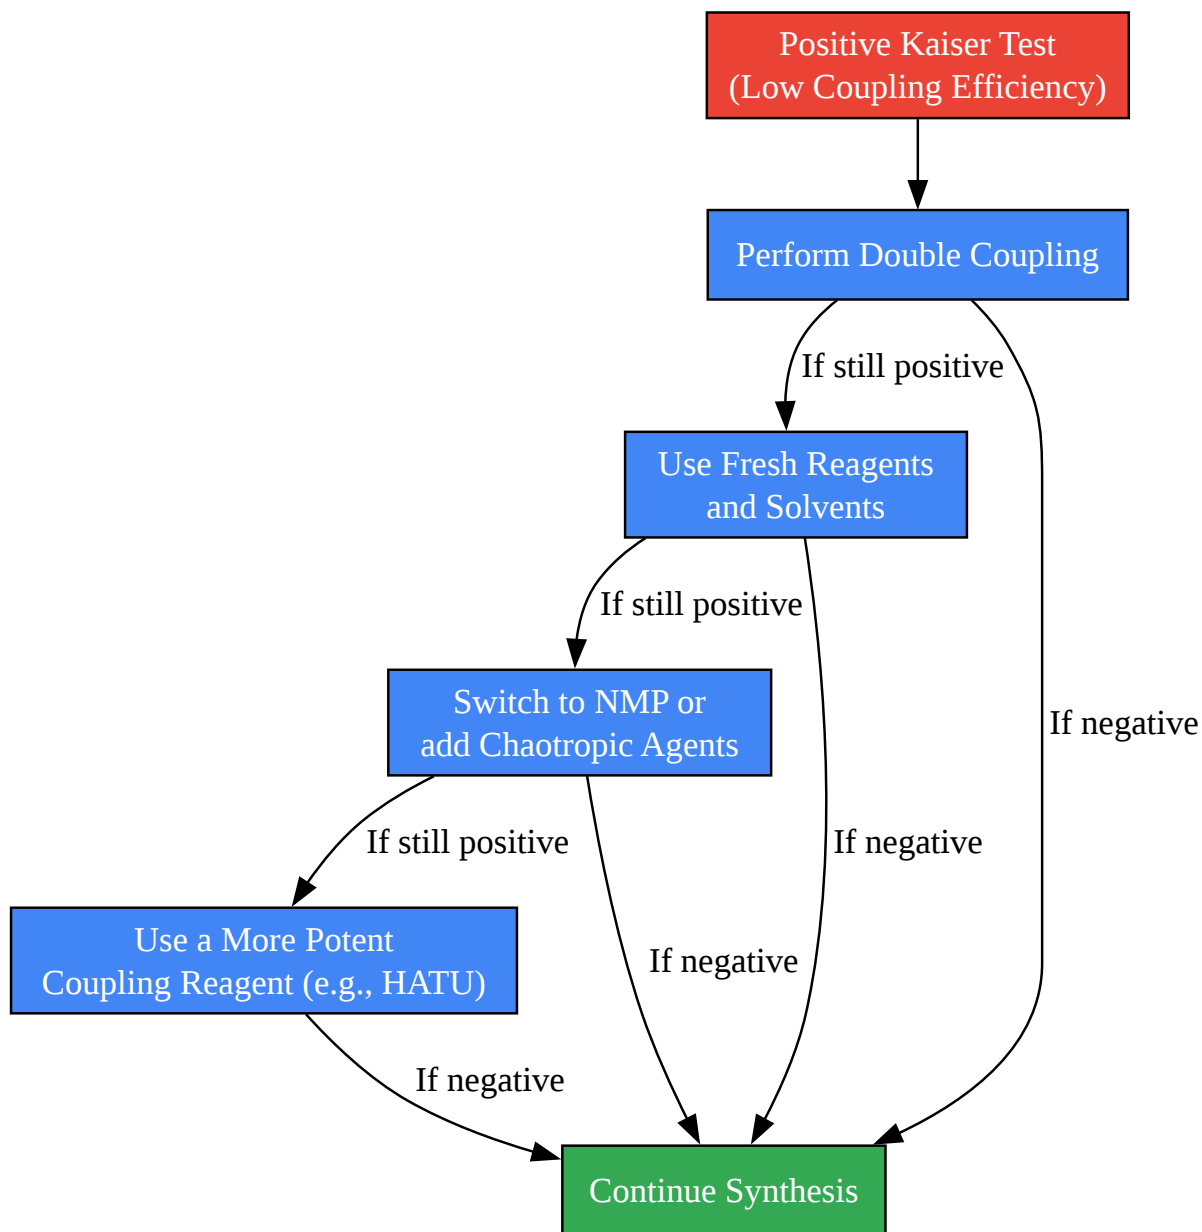 Positive Kaiser Test
(Low Coupling Efficiency)
Perform Double Coupling
If still positive
Use Fresh Reagents
and Solvents
If still positive
Switch to NMP or
add Chaotropic Agents
If negative
If still positive
If negative
Use a More Potent
Coupling Reagent (e.g., HATU)
If negative
If negative
Continue Synthesis